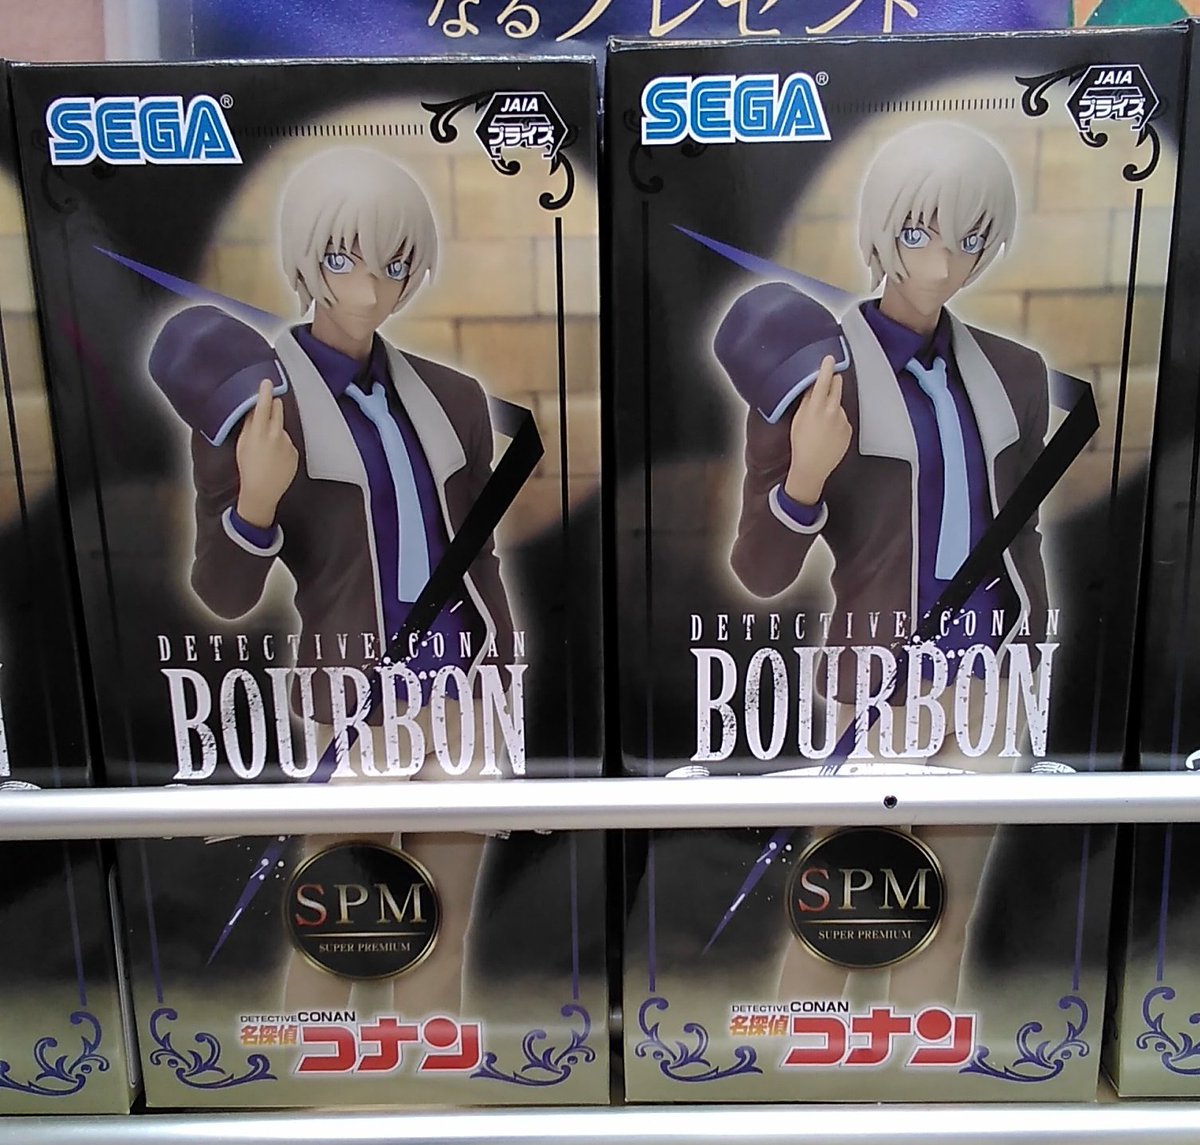 なるプレゼント
SEGA®
JAIA
プライズ
DETECTIVE CONAN
BOURBON
SPM
SUPER PREMIUM
DETECTIVE CONAN
名探偵コナン
SEGA®
JAIA
プライズ
DETECTIVE CONAN
BOURBON
SPM
SUPER PREMIUM
DETECTIVE CONAN
名探偵コナン